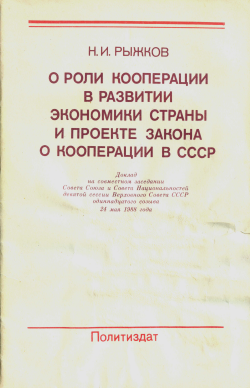 Н.И. РЫЖКОВ
О РОЛИ КООПЕРАЦИИ
В РАЗВИТИИ
ЭКОНОМИКИ СТРАНЫ
И ПРОЕКТЕ ЗАКОНА
О КООПЕРАЦИИ В СССР
Доклад
на совместном заседании
Совета Союза и Совета Национальностей
девятой сессии Верховного Совета СССР
одиннадцатого созыва
24 мая 1988 года
Политиздат